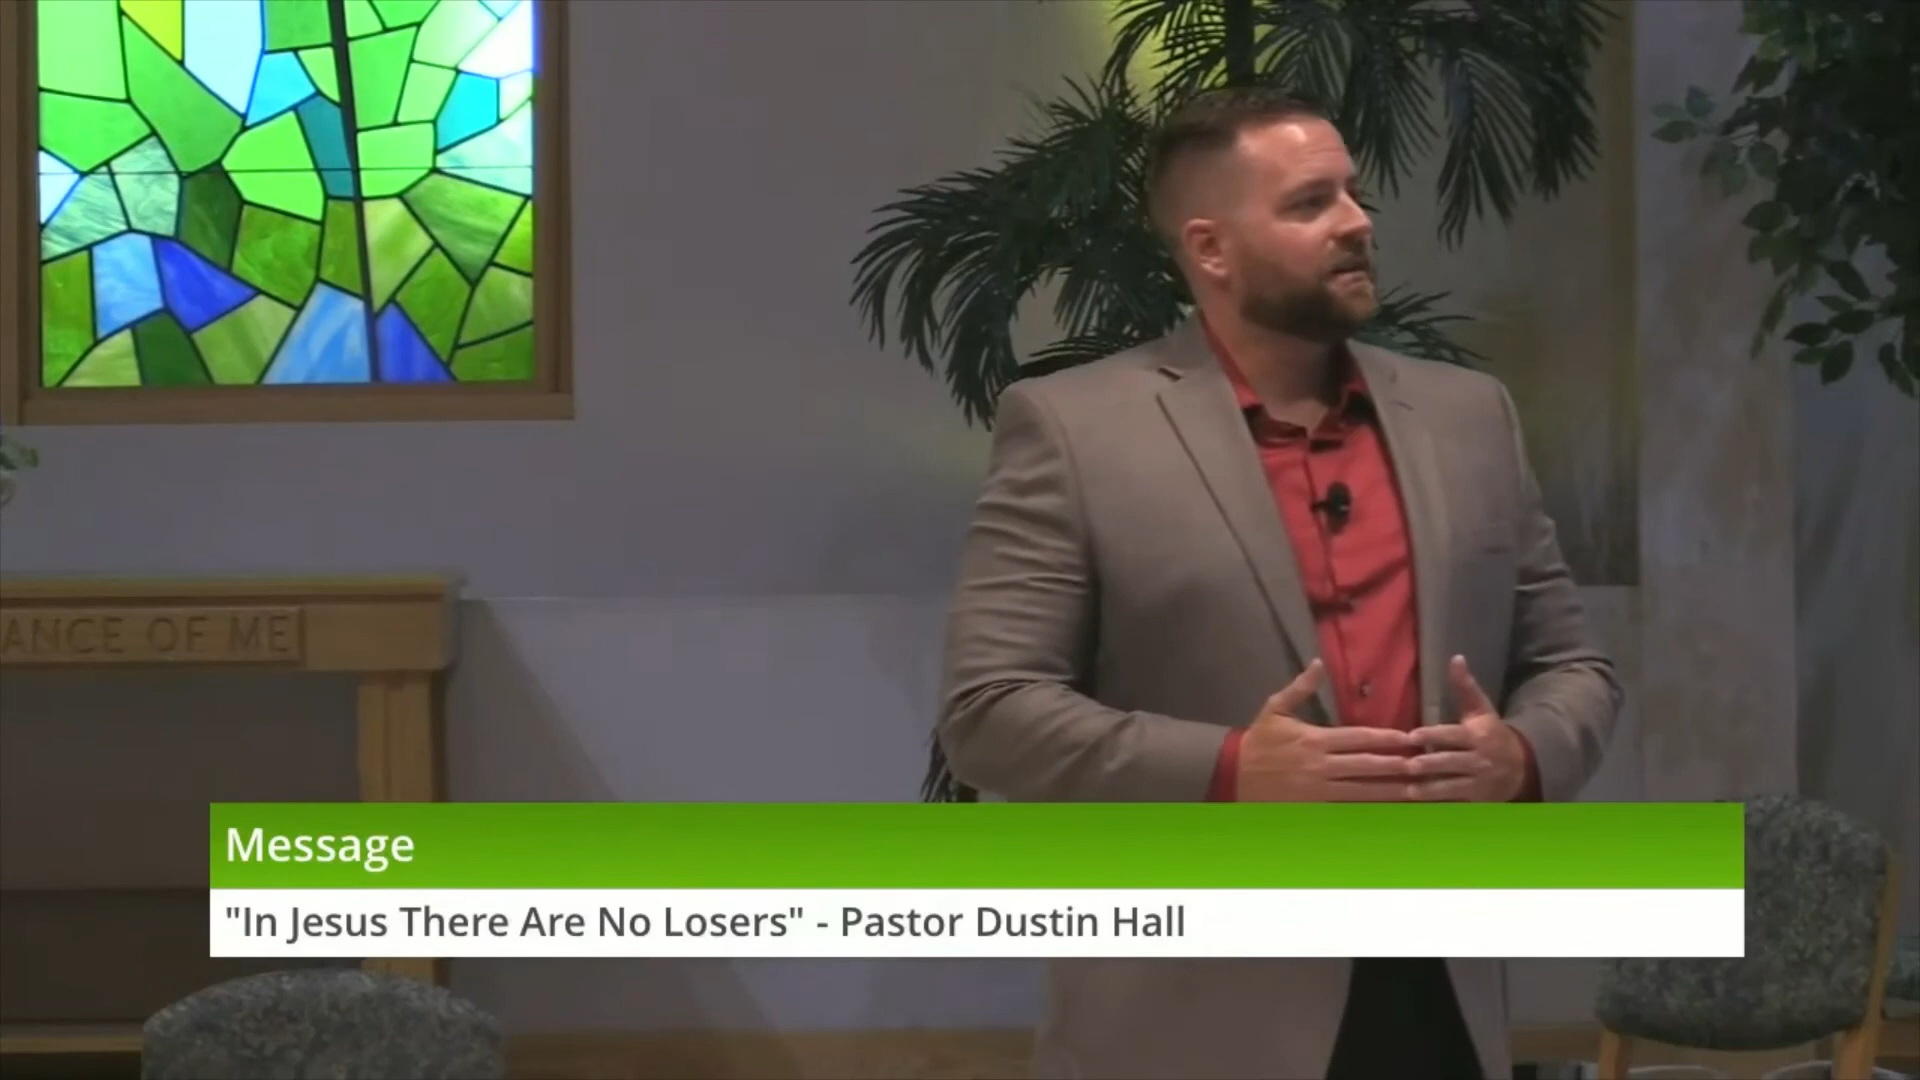 ANCE OF ME
Message
"In Jesus There Are No Losers" - Pastor Dustin Hall